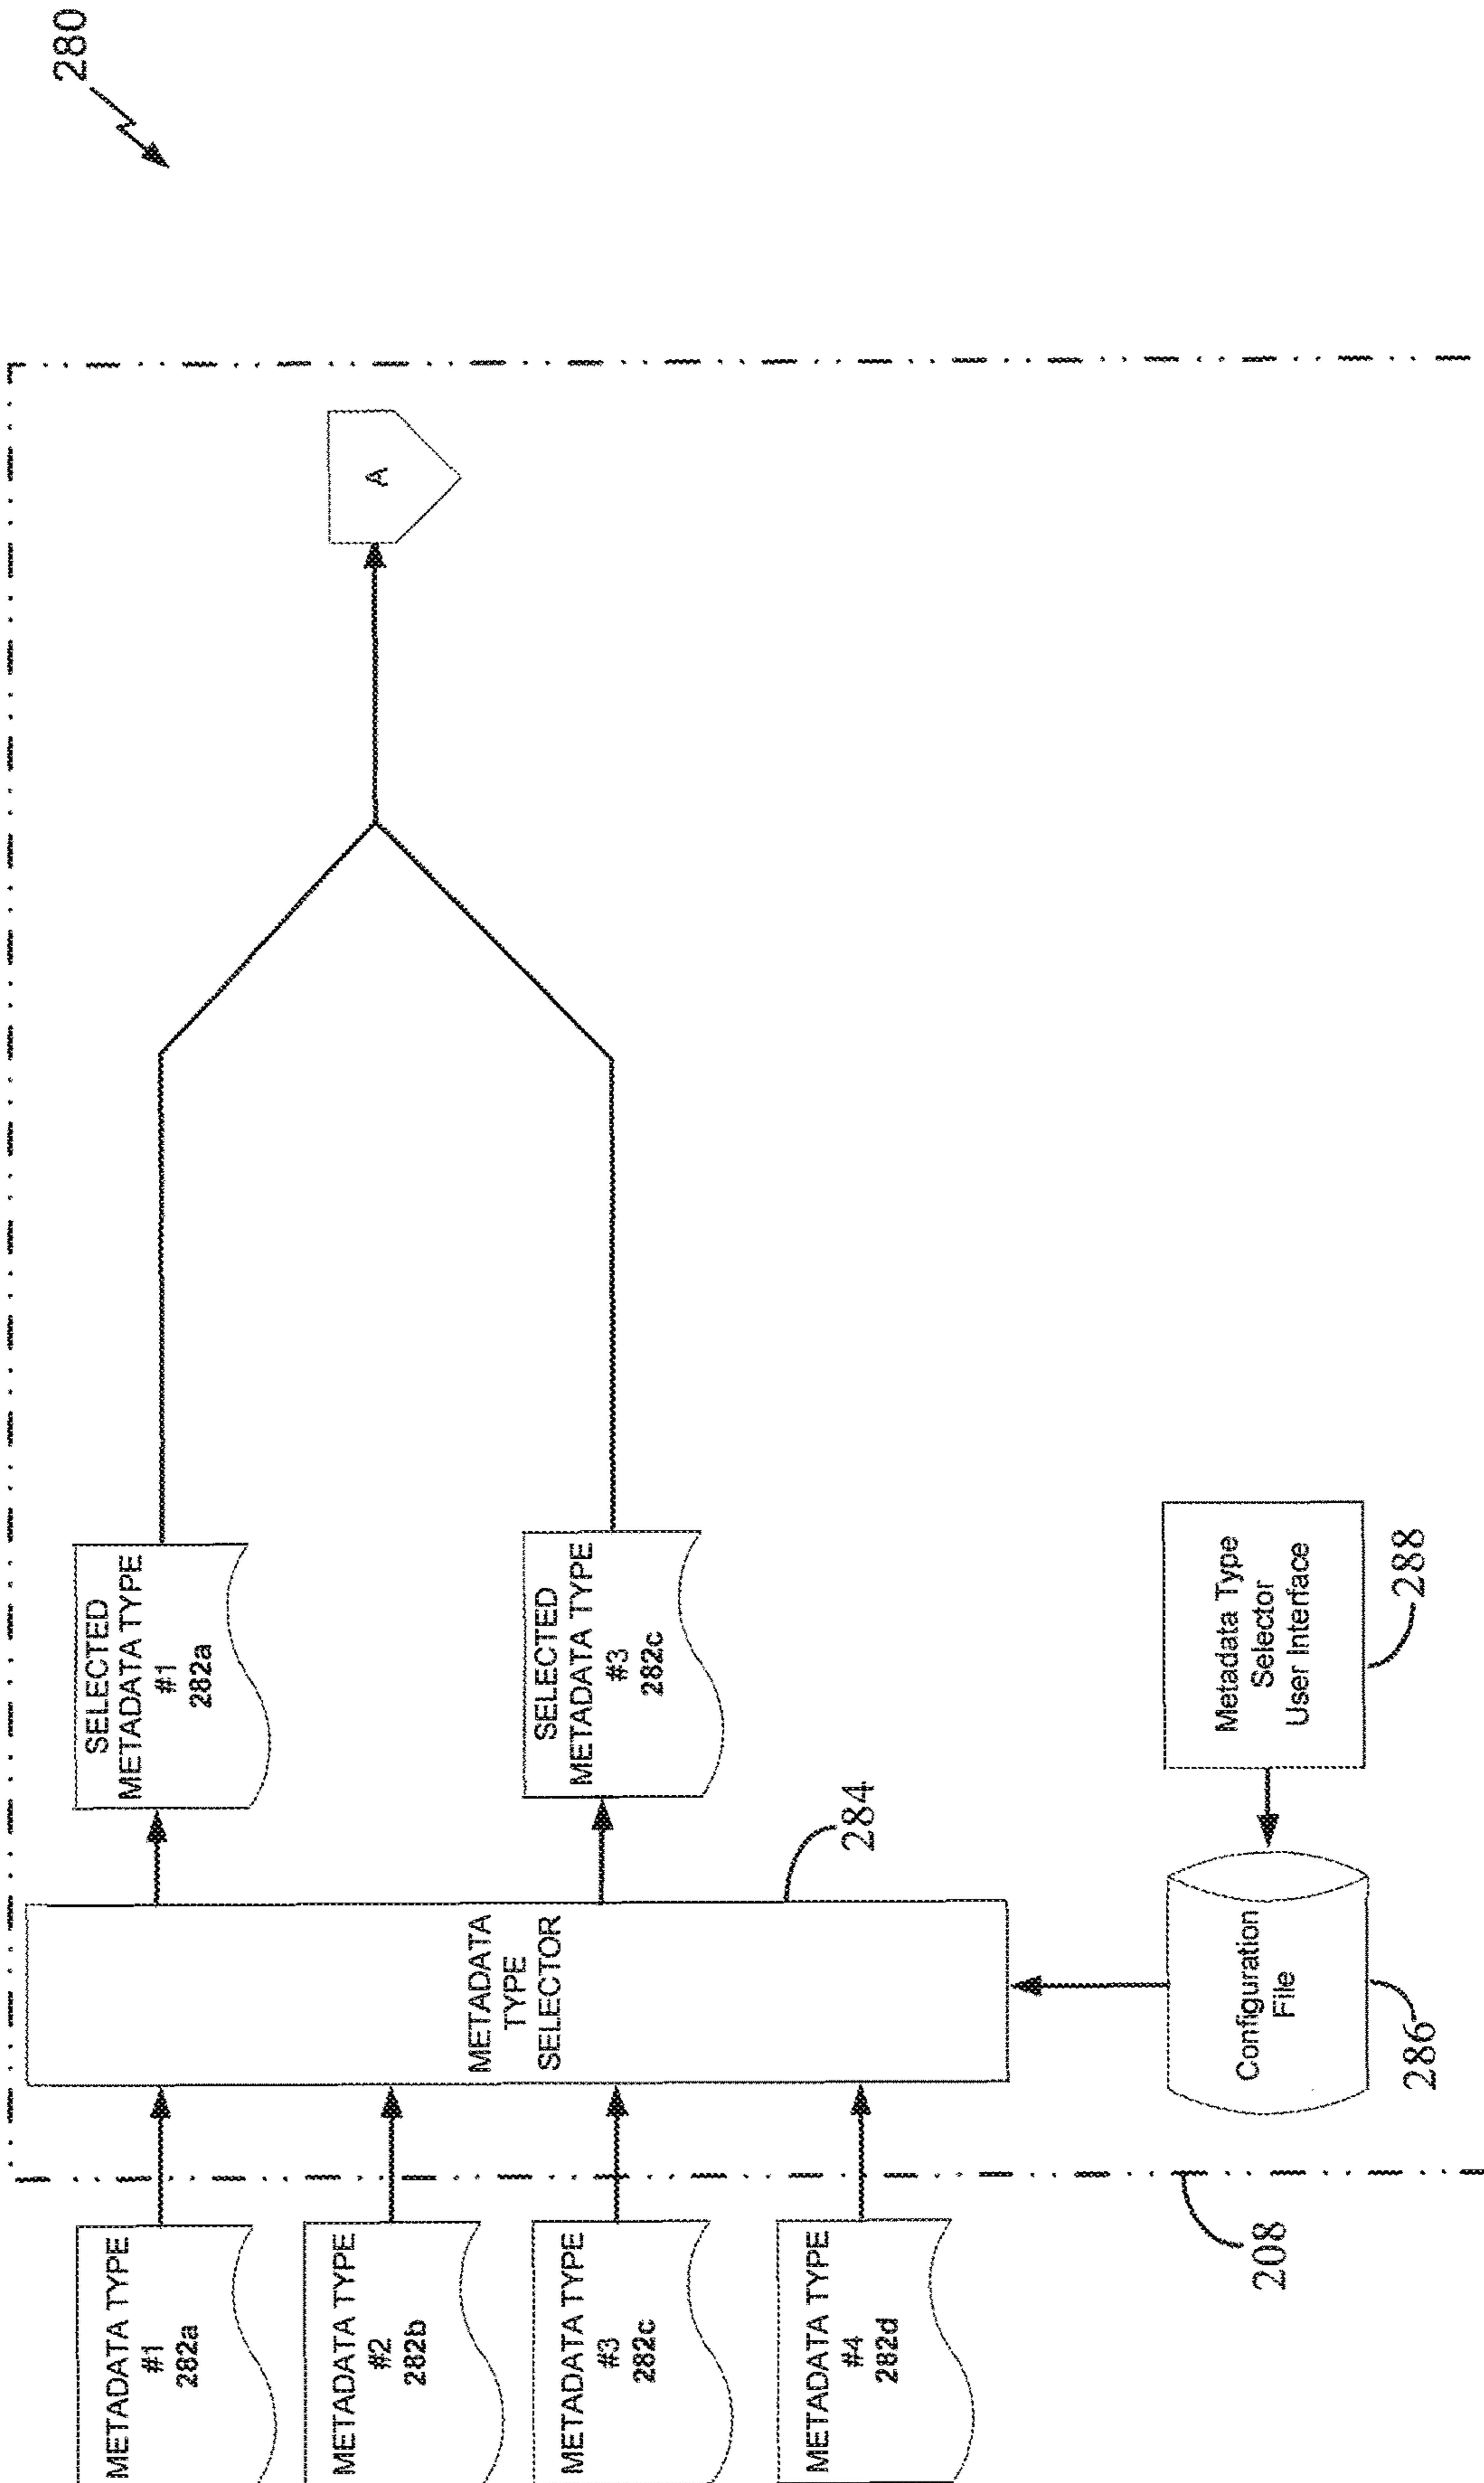 280
METADATA TYPE
#1
282a
METADATA TYPE
#2
282b
METADATA TYPE
#3
282c
METADATA TYPE
#4
282d
208
METADATA
TYPE
SELECTOR
284
SELECTED
METADATA TYPE
#1
282a
SELECTED
METADATA TYPE
#3
282c
A
Configuration
File
286
Metadata Type
Selector
User Interface
288